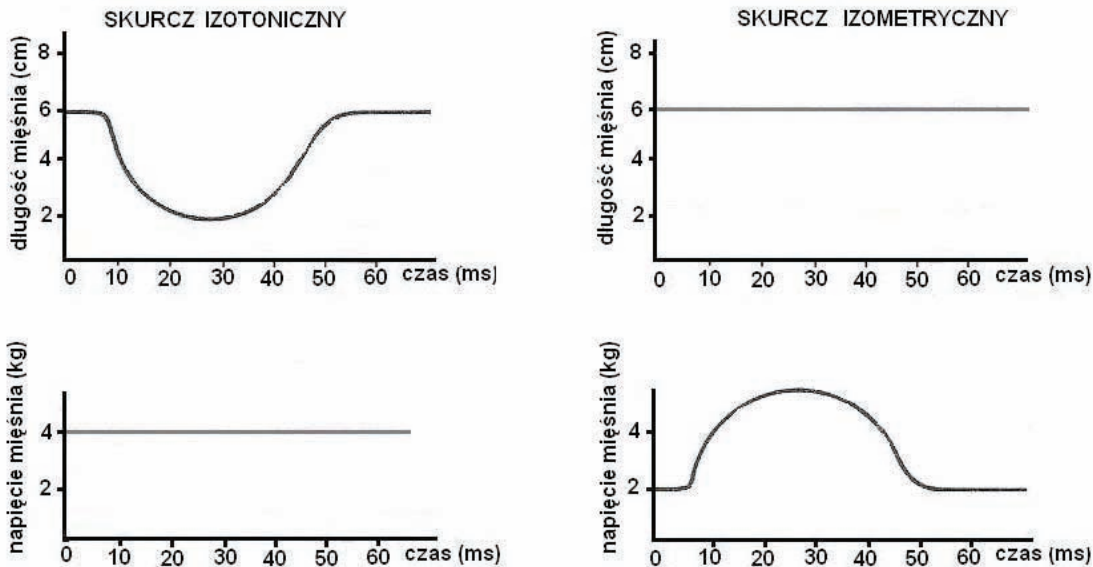 SKURCZ IZOTONICZNY
długość mięśnia (cm)
8
6
4
2
0 10 20 30 40 50 60 czas (ms)
SKURCZ IZOMETRYCZNY
długość mięśnia (cm)
8
6
4
2
0 10 20 30 40 50 60 czas (ms)
napięcie mięśnia (kg)
4
2
0 10 20 30 40 50 60 czas (ms)
napięcie mięśnia (kg)
4
2
0 10 20 30 40 50 60 czas (ms)